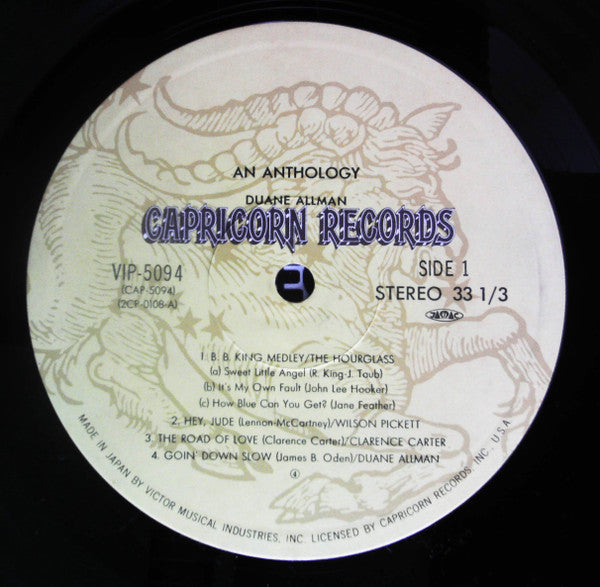 AN ANTHOLOGY
DUANE ALLMAN
CAPRICORN RECORDS
VIP-5094
(CAP-5094)
(2CP-0108-A)
SIDE 1
STEREO 33 1/3
1. B. B. KING MEDLEY/THE HOURGLASS
(a) Sweet Little Angel (R. King-J. Taub)
(b) It's My Own Fault (John Lee Hooker)
(c) How Blue Can You Get? (Jane Feather)
2. HEY, JUDE (Lennon-McCartney)/WILSON PICKETT
3. THE ROAD OF LOVE (Clarence Carter)/CLARENCE CARTER
4. GOIN' DOWN SLOW (James B. Oden)/DUANE ALLMAN
④
MADE IN JAPAN BY VICTOR MUSICAL INDUSTRIES, INC. LICENSED BY CAPRICORN RECORDS, INC. U.S.A